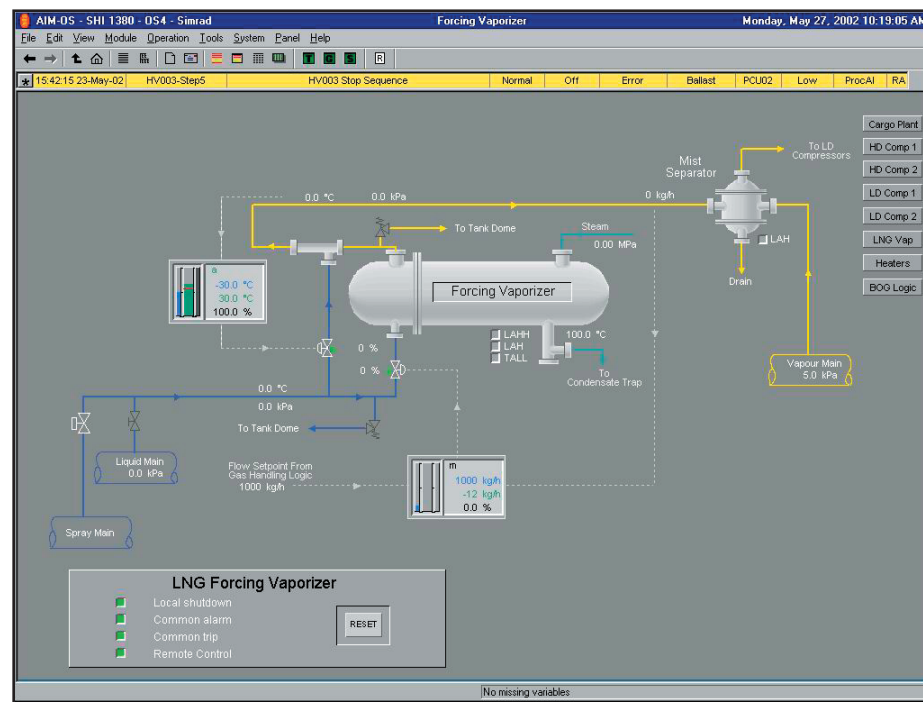 AIM-OS - SHI 1380 - OS4 - Simrad Forcing Vaporizer Monday, May 27, 2002 10:19:05 AM
File Edit View Module Operation Tools System Panel Help
T G S R
15:42:15 23-May-02 HV003-Step5 HV003 Stop Sequence Normal Off Error Ballast PCU02 Low ProcAI RA
Cargo Plant
HD Comp 1
HD Comp 2
LD Comp 1
LD Comp 2
LNG Vap
Heaters
BOG Logic
To LD
Compressors
Mist
Separator
0.0 °C 0.0 kPa 0 kg/h
To Tank Dome
Steam
0.00 MPa
LAH
Drain
a
-30.0 °C
30.0 °C
100.0 %
Forcing Vaporizer
LAHH
LAH
TALL
100.0 °C
To
Condensate Trap
0 %
0 %
Vapour Main
5.0 kPa
0.0 °C
0.0 kPa
To Tank Dome
Liquid Main
0.0 kPa
Flow Setpoint From
Gas Handling Logic
1000 kg/h
m
1000 kg/h
-12 kg/h
0.0 %
Spray Main
LNG Forcing Vaporizer
Local shutdown
Common alarm
Common trip
Remote Control
RESET
No missing variables